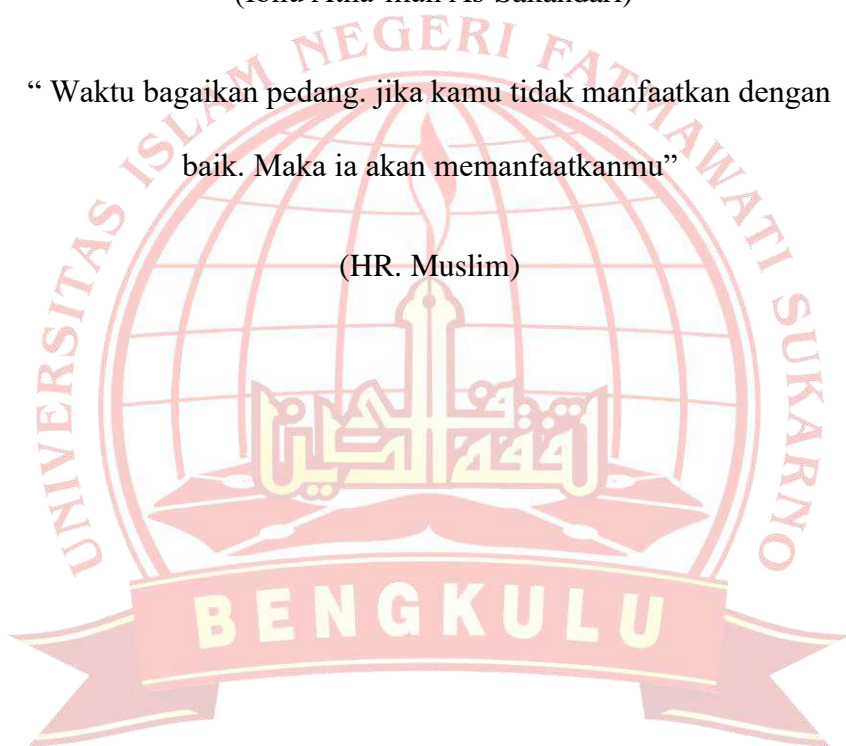 “ Waktu bagaikan pedang. jika kamu tidak manfaatkan dengan
baik. Maka ia akan memanfaatkanmu”
(HR. Muslim)
UNIVERSITAS ISLAM NEGERI FATMAWATI SUKARNO
BENGKULU